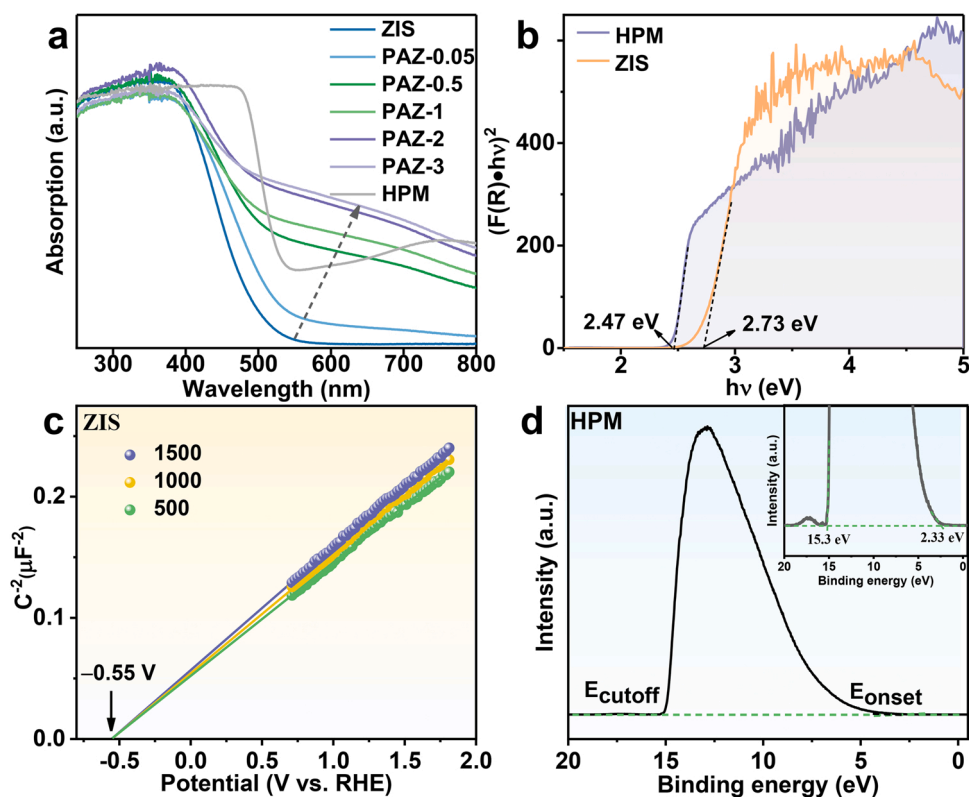 a
ZIS
PAZ-0.05
PAZ-0.5
PAZ-1
PAZ-2
PAZ-3
HPM
Absorption (a.u.)
300 400 500 600 700 800
Wavelength (nm)
b
HPM
ZIS
(F(R)•hν)²
0
200
400
2.47 eV
2.73 eV
2 3 4 5
hν (eV)
c
ZIS
1500
1000
500
C⁻²(μF⁻²)
0.0
0.1
0.2
−0.55 V
-0.5 0.0 0.5 1.0 1.5 2.0
Potential (V vs. RHE)
d
HPM
Intensity (a.u.)
E_cutoff
E_onset
20 15 10 5 0
Binding energy (eV)
Intensity (a.u.)
15.3 eV
2.33 eV
20 15 10 5 0
Binding energy (eV)